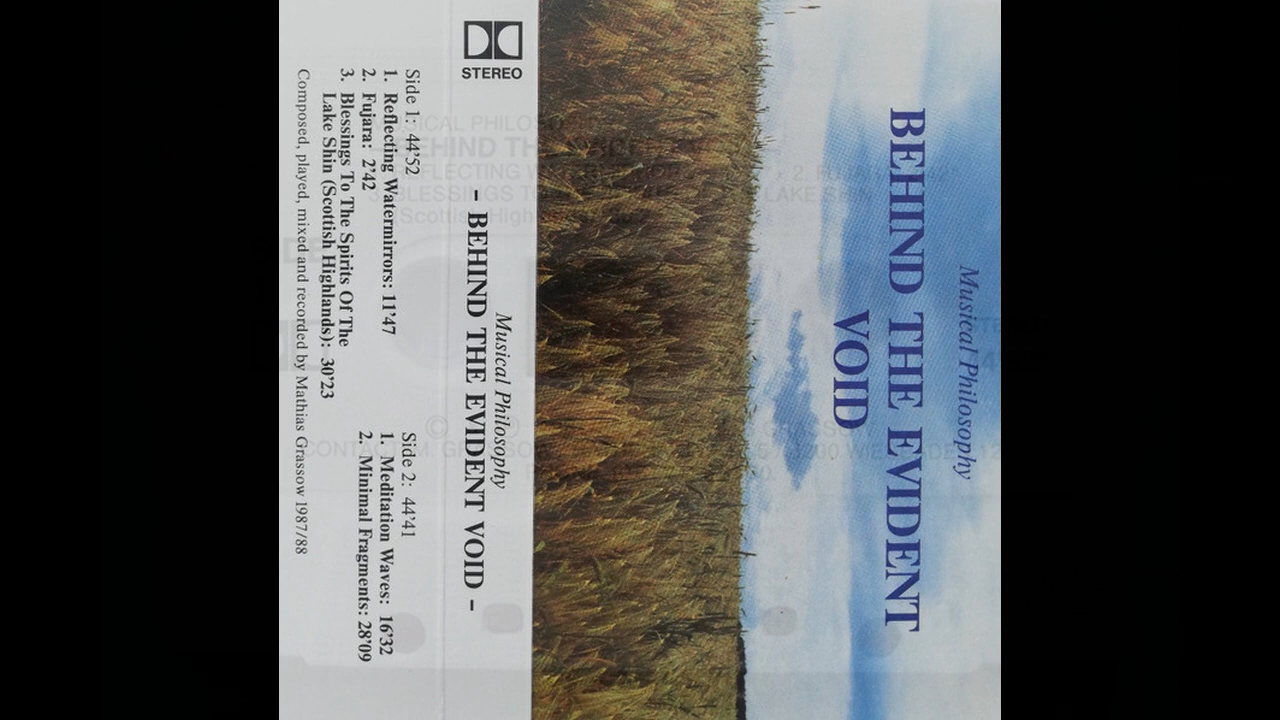 Musical Philosophy
BEHIND THE EVIDENT
VOID
Musical Philosophy
- BEHIND THE EVIDENT VOID -
STEREO
Side 1: 44'52
1. Reflecting Watermirrors: 11'47
2. Fujara: 2'42
3. Blessings To The Spirits Of The
Lake Shin (Scottish Highlands): 30'23
Side 2: 44'41
1. Meditation Waves: 16'32
2. Minimal Fragments: 28'09
Composed, played, mixed and recorded by Mathias Grassow 1987/88